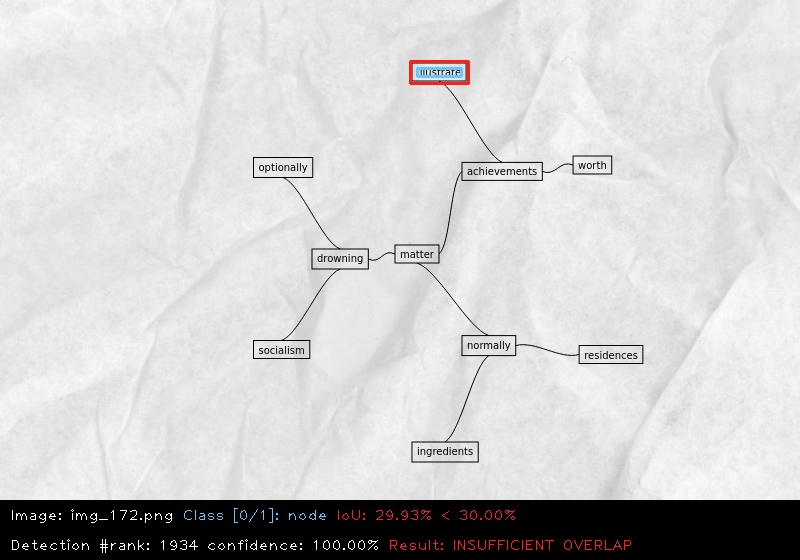 illustrate
optionally
achievements
worth
drowning
matter
socialism
normally
residences
ingredients
Image: img_172.png Class [0/1]: node IoU: 29.93% < 30.00%
Detection #rank: 1934 confidence: 100.00% Result: INSUFFICIENT OVERLAP